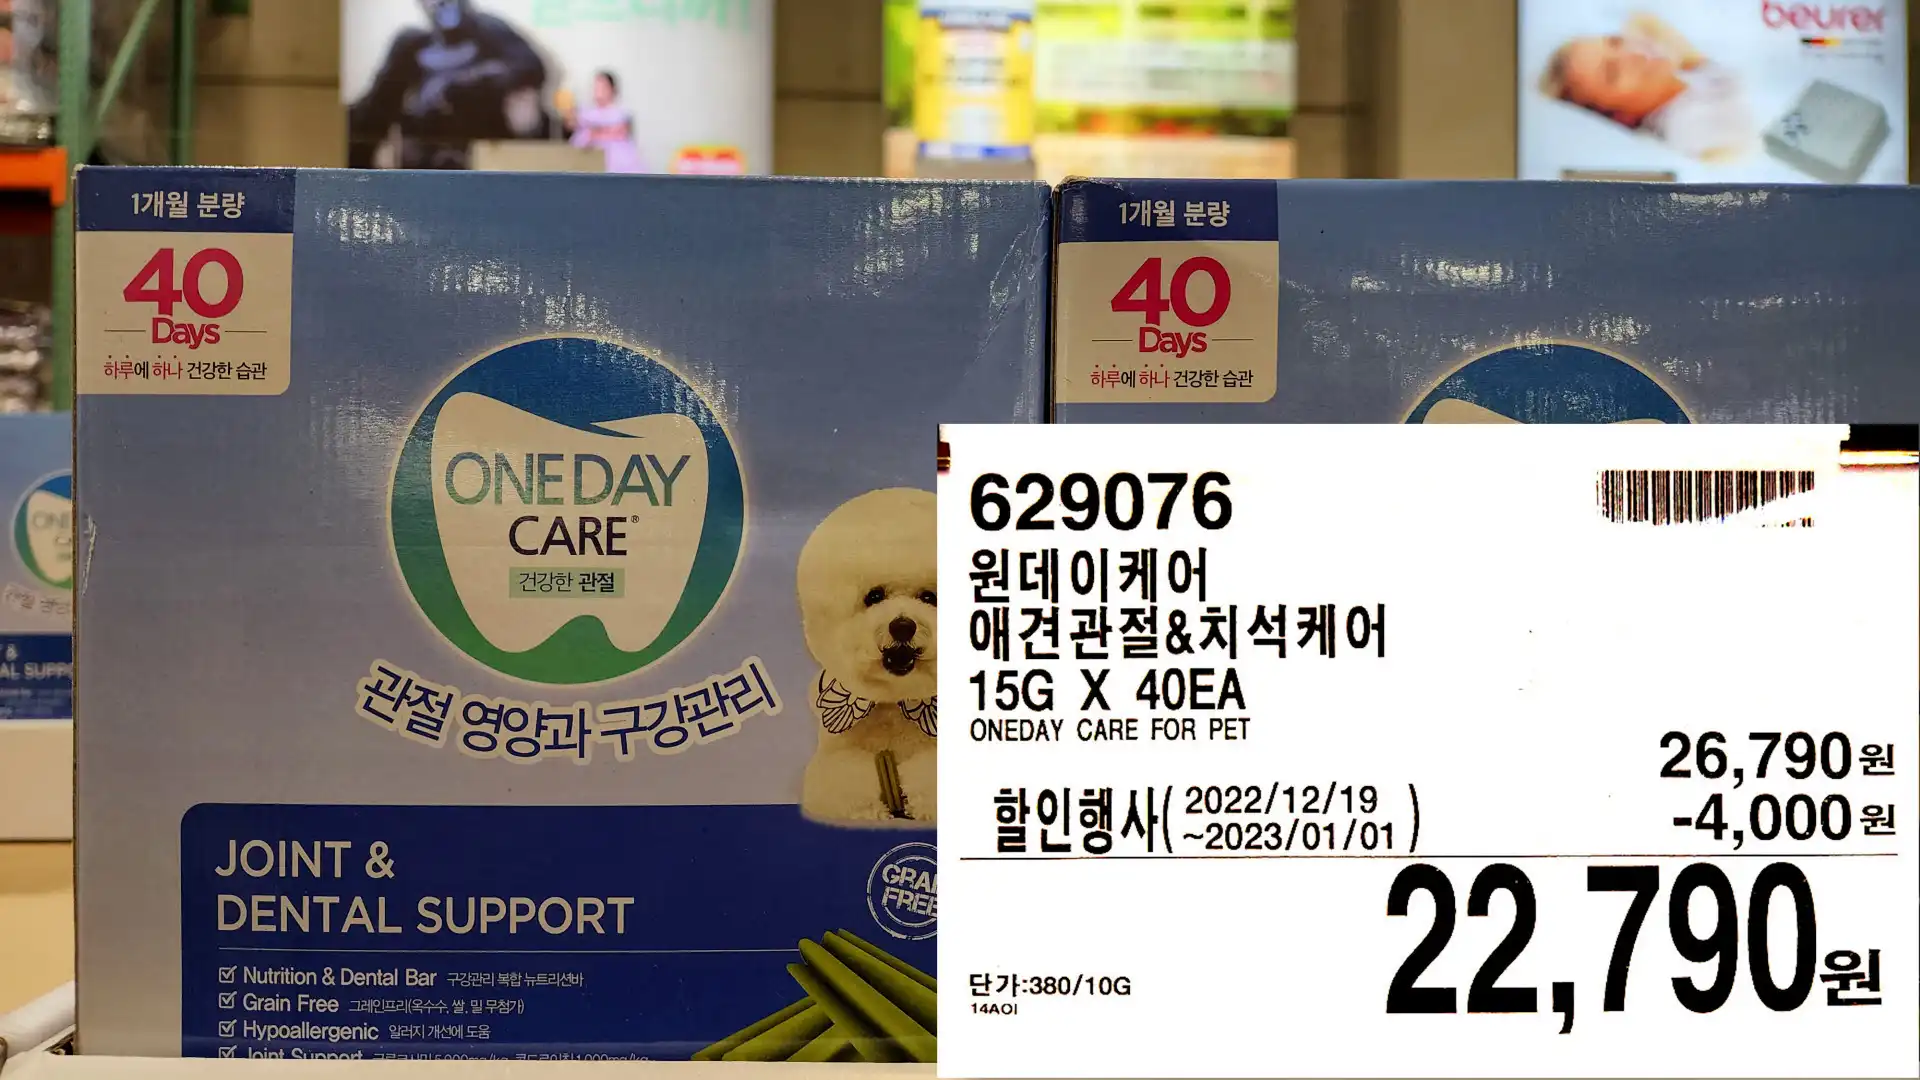 beurer
1개월 분량
40
Days
하루에 하나 건강한 습관
ONEDAY
CARE®
건강한 관절
관절 영양과 구강관리
JOINT &
DENTAL SUPPORT
Nutrition & Dental Bar 구강관리 복합 뉴트리션바
Grain Free 그레인프리(옥수수, 쌀, 밀 무첨가)
Hypoallergenic 알러지 개선에 도움
Joint Support
FREE
1개월 분량
40
Days
하루에 하나 건강한 습관
629076
원데이케어
애견관절&치석케어
15G X 40EA
ONEDAY CARE FOR PET
26,790원
할인행사( 2022/12/19
~2023/01/01 )
-4,000원
22,790원
단가:380/10G
14AOI